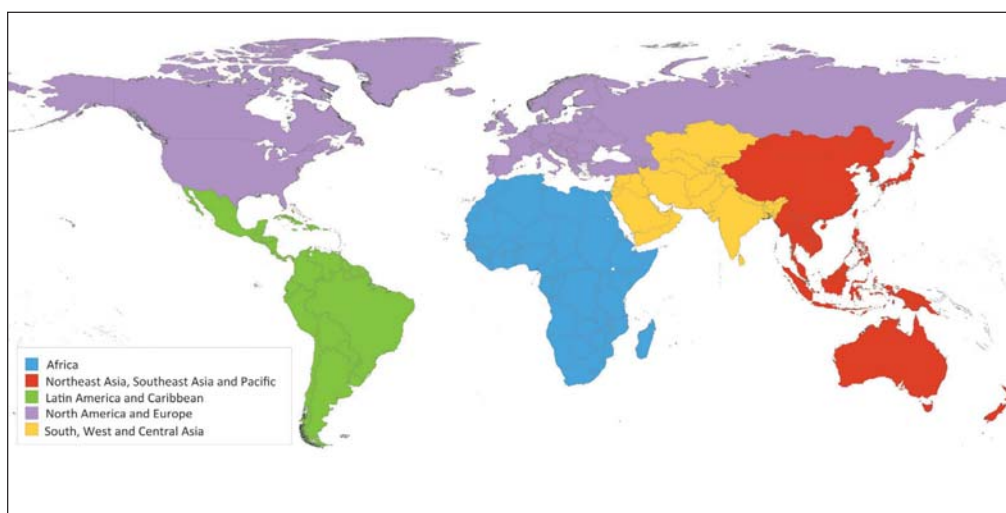 Africa
Northeast Asia, Southeast Asia and Pacific
Latin America and Caribbean
North America and Europe
South, West and Central Asia